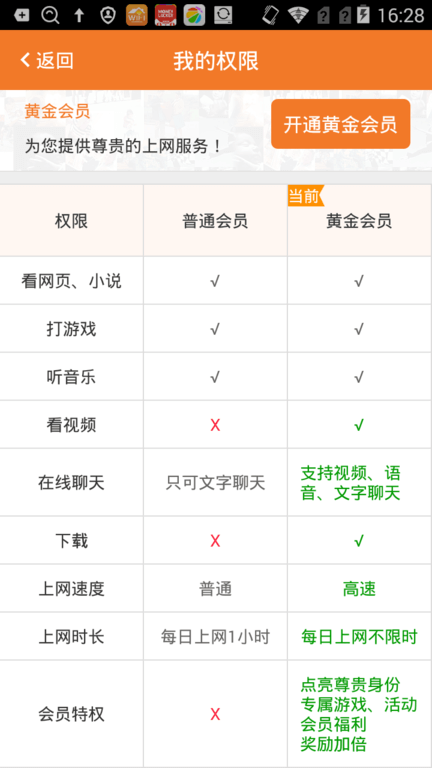 16:28
返回
我的权限
黄金会员
为您提供尊贵的上网服务！
开通黄金会员
当前
权限 普通会员 黄金会员
看网页、小说 √ √
打游戏 √ √
听音乐 √ √
看视频 X √
在线聊天 只可文字聊天 支持视频、语
音、文字聊天
下载 X √
上网速度 普通 高速
上网时长 每日上网1小时 每日上网不限时
会员特权 X 点亮尊贵身份
专属游戏、活动
会员福利
奖励加倍